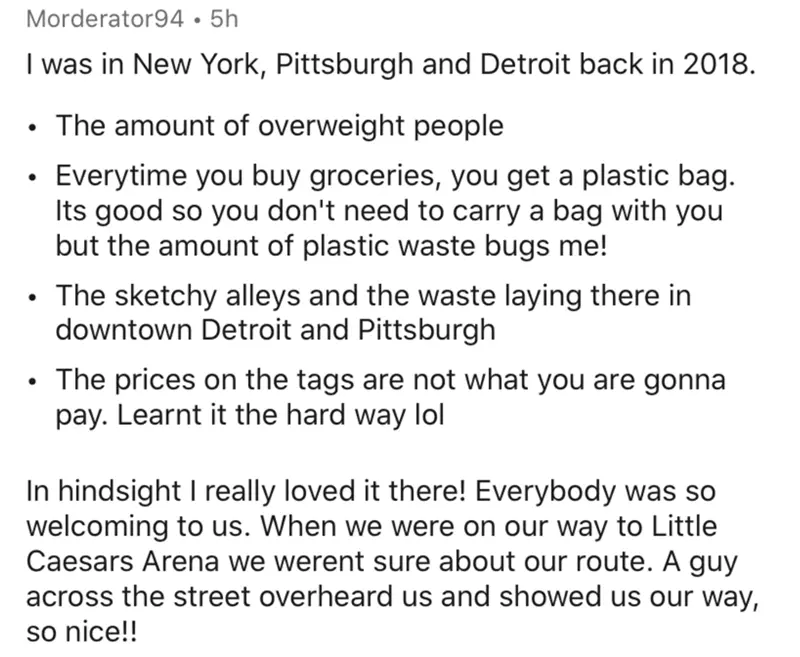 Morderator94 • 5h
I was in New York, Pittsburgh and Detroit back in 2018.
• The amount of overweight people
• Everytime you buy groceries, you get a plastic bag.
Its good so you don't need to carry a bag with you
but the amount of plastic waste bugs me!
• The sketchy alleys and the waste laying there in
downtown Detroit and Pittsburgh
• The prices on the tags are not what you are gonna
pay. Learnt it the hard way lol
In hindsight I really loved it there! Everybody was so
welcoming to us. When we were on our way to Little
Caesars Arena we werent sure about our route. A guy
across the street overheard us and showed us our way,
so nice!!